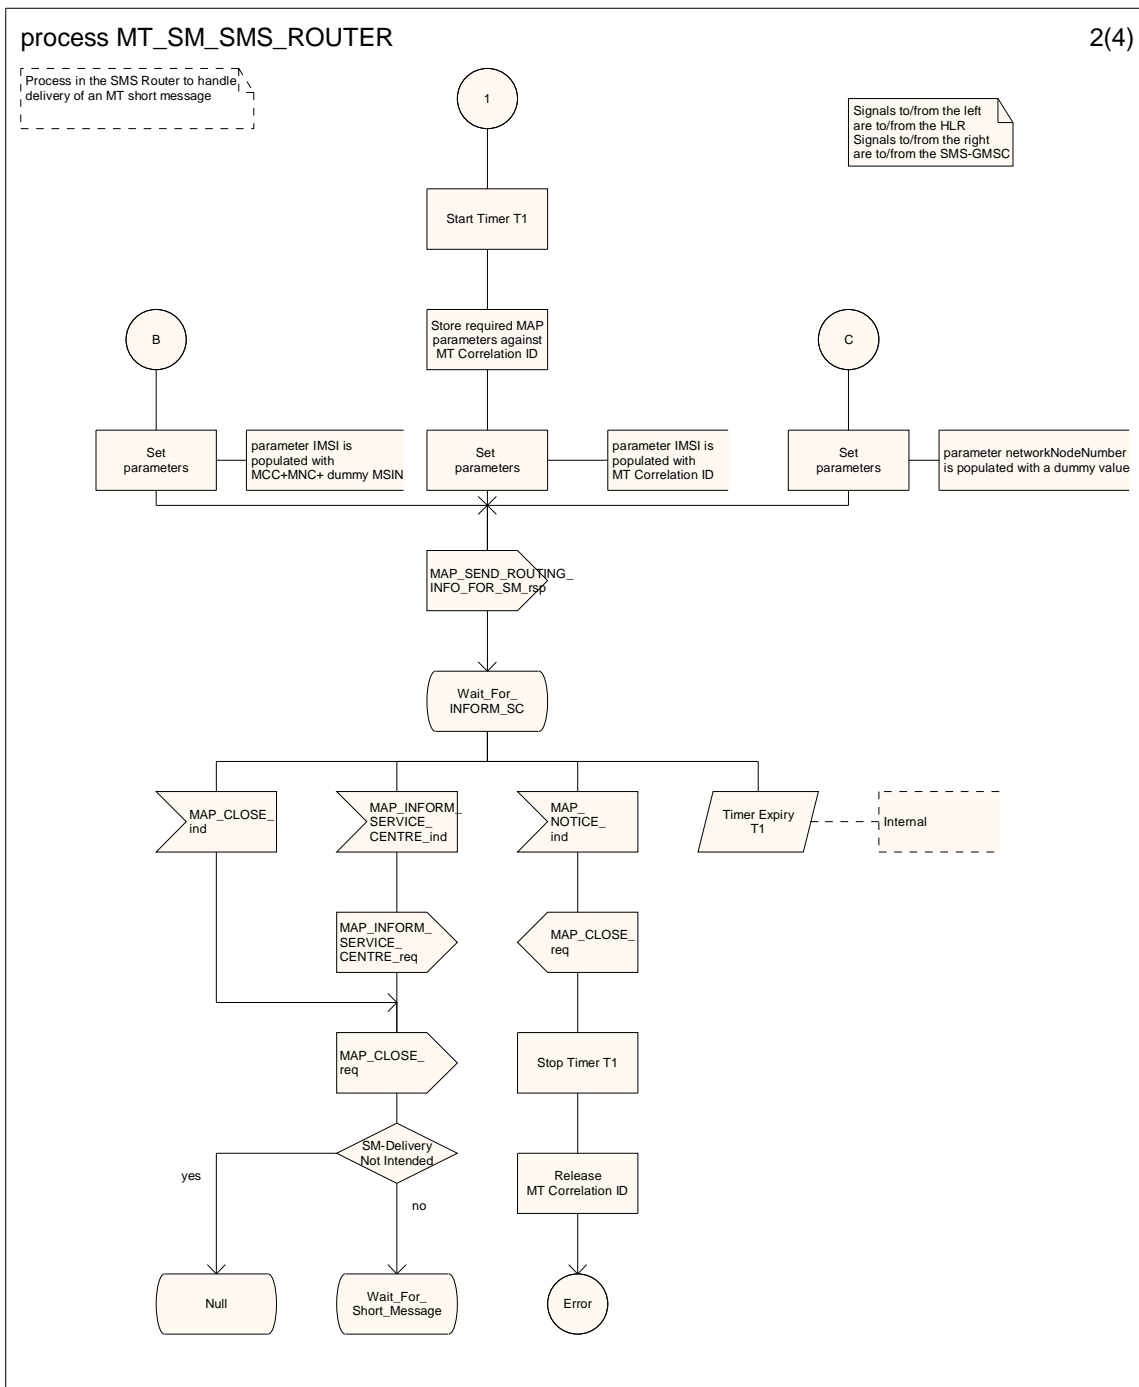 process MT_SM_SMS_ROUTER
2(4)
Process in the SMS Router to handle
delivery of an MT short message
1
Signals to/from the left
are to/from the HLR
Signals to/from the right
are to/from the SMS-GMSC
Start Timer T1
Store required MAP
parameters against
MT Correlation ID
B
C
Set
parameters
parameter IMSI is
populated with
MCC+MNC+ dummy MSIN
Set
parameters
parameter IMSI is
populated with
MT Correlation ID
Set
parameters
parameter networkNodeNumber
is populated with a dummy value
MAP_SEND_ROUTING_
INFO_FOR_SM_rsp
Wait_For_
INFORM_SC
MAP_CLOSE_
ind
MAP_INFORM_
SERVICE_
CENTRE_ind
MAP_
NOTICE_
ind
Timer Expiry
T1
Internal
MAP_INFORM_
SERVICE_
CENTRE_req
MAP_CLOSE_
req
MAP_CLOSE_
req
Stop Timer T1
SM-Delivery
Not Intended
yes
no
Release
MT Correlation ID
Null
Wait_For_
Short_Message
Error